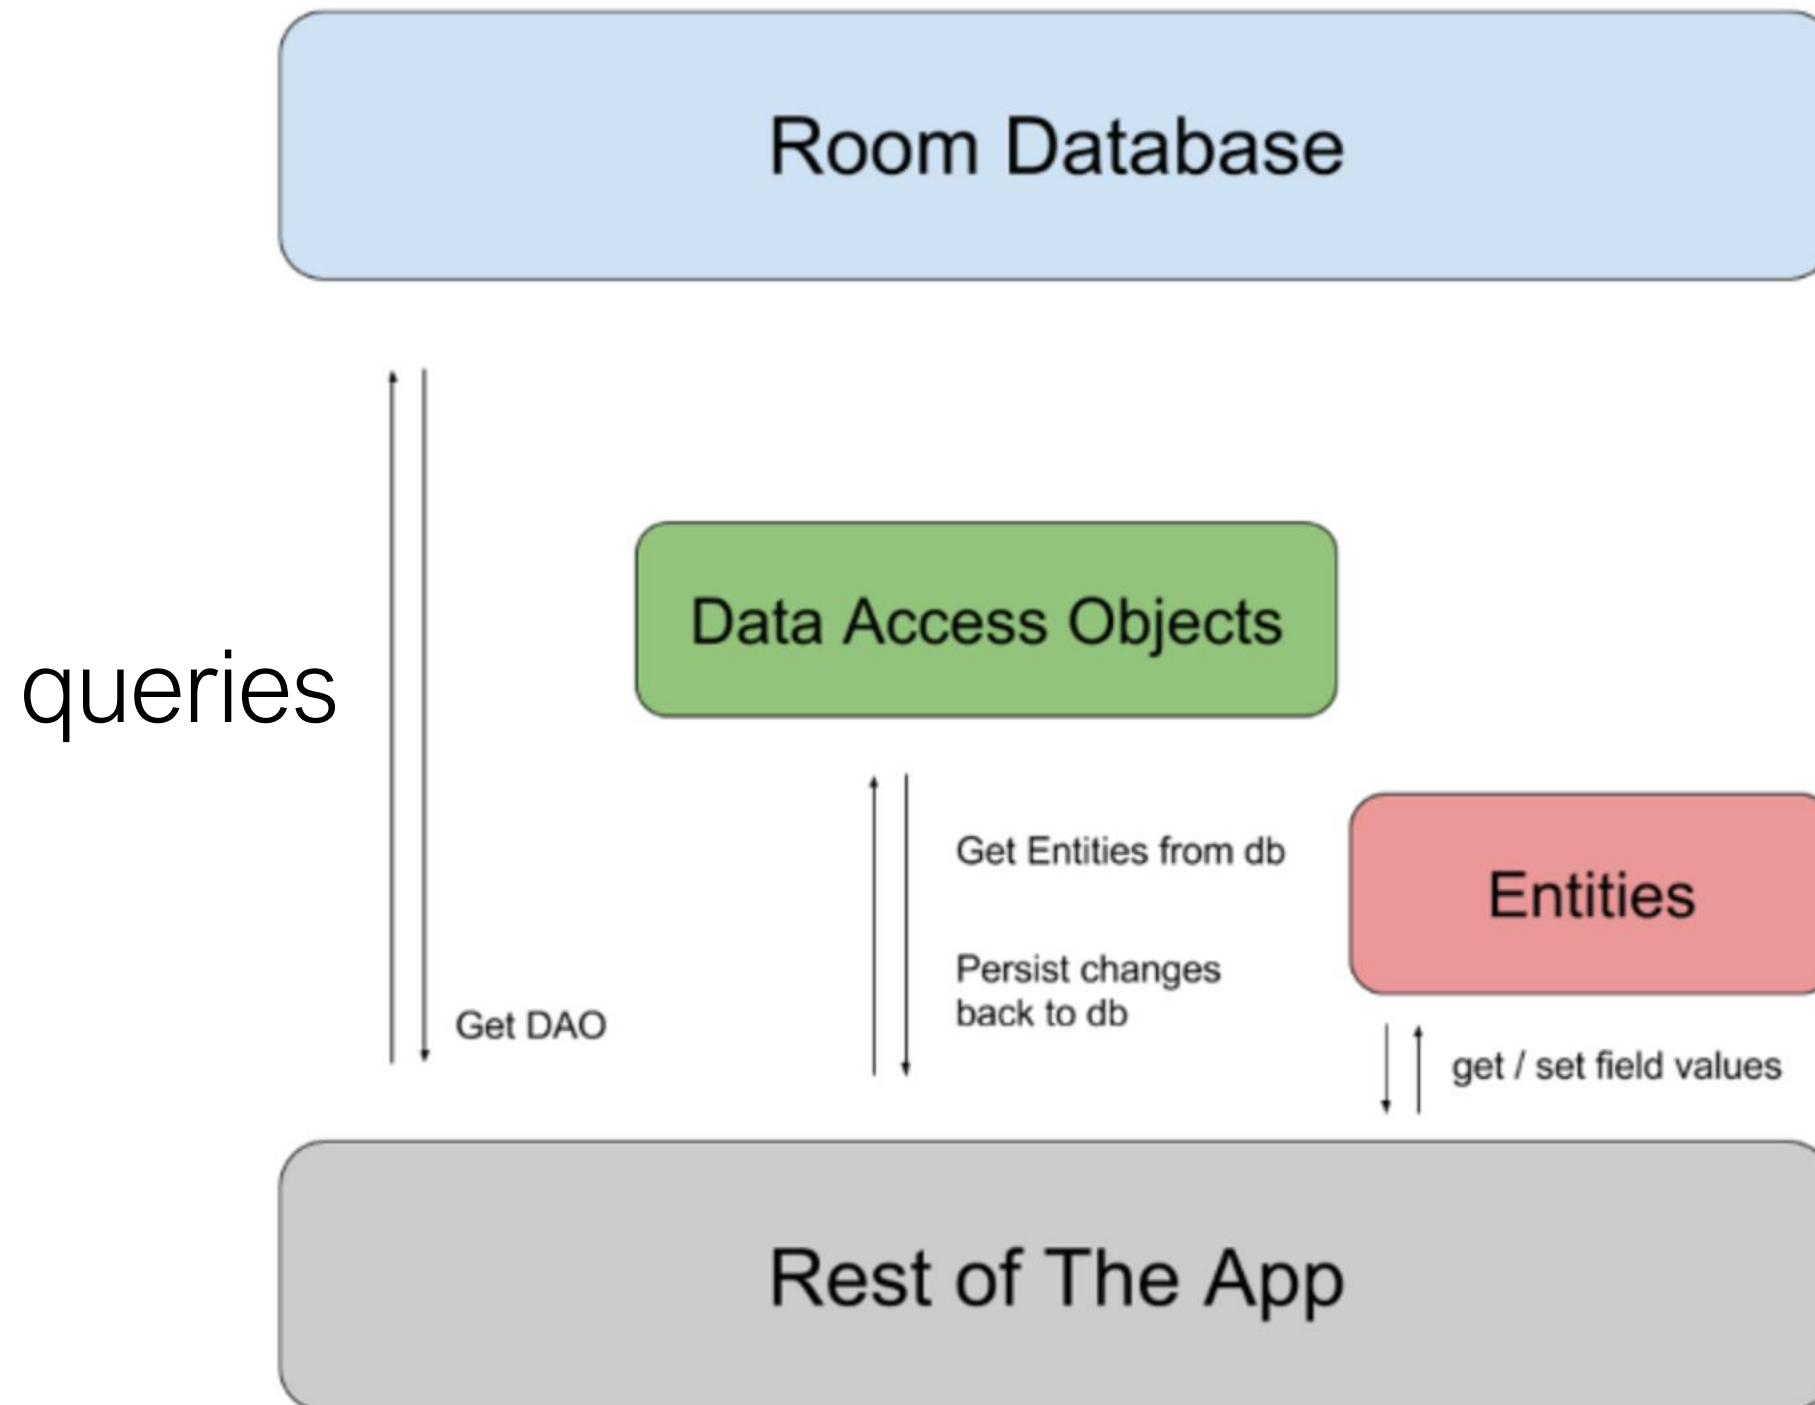 Room Database
Data Access Objects
queries
Get Entities from db
Entities
Persist changes
back to db
Get DAO
get / set field values
Rest of The App